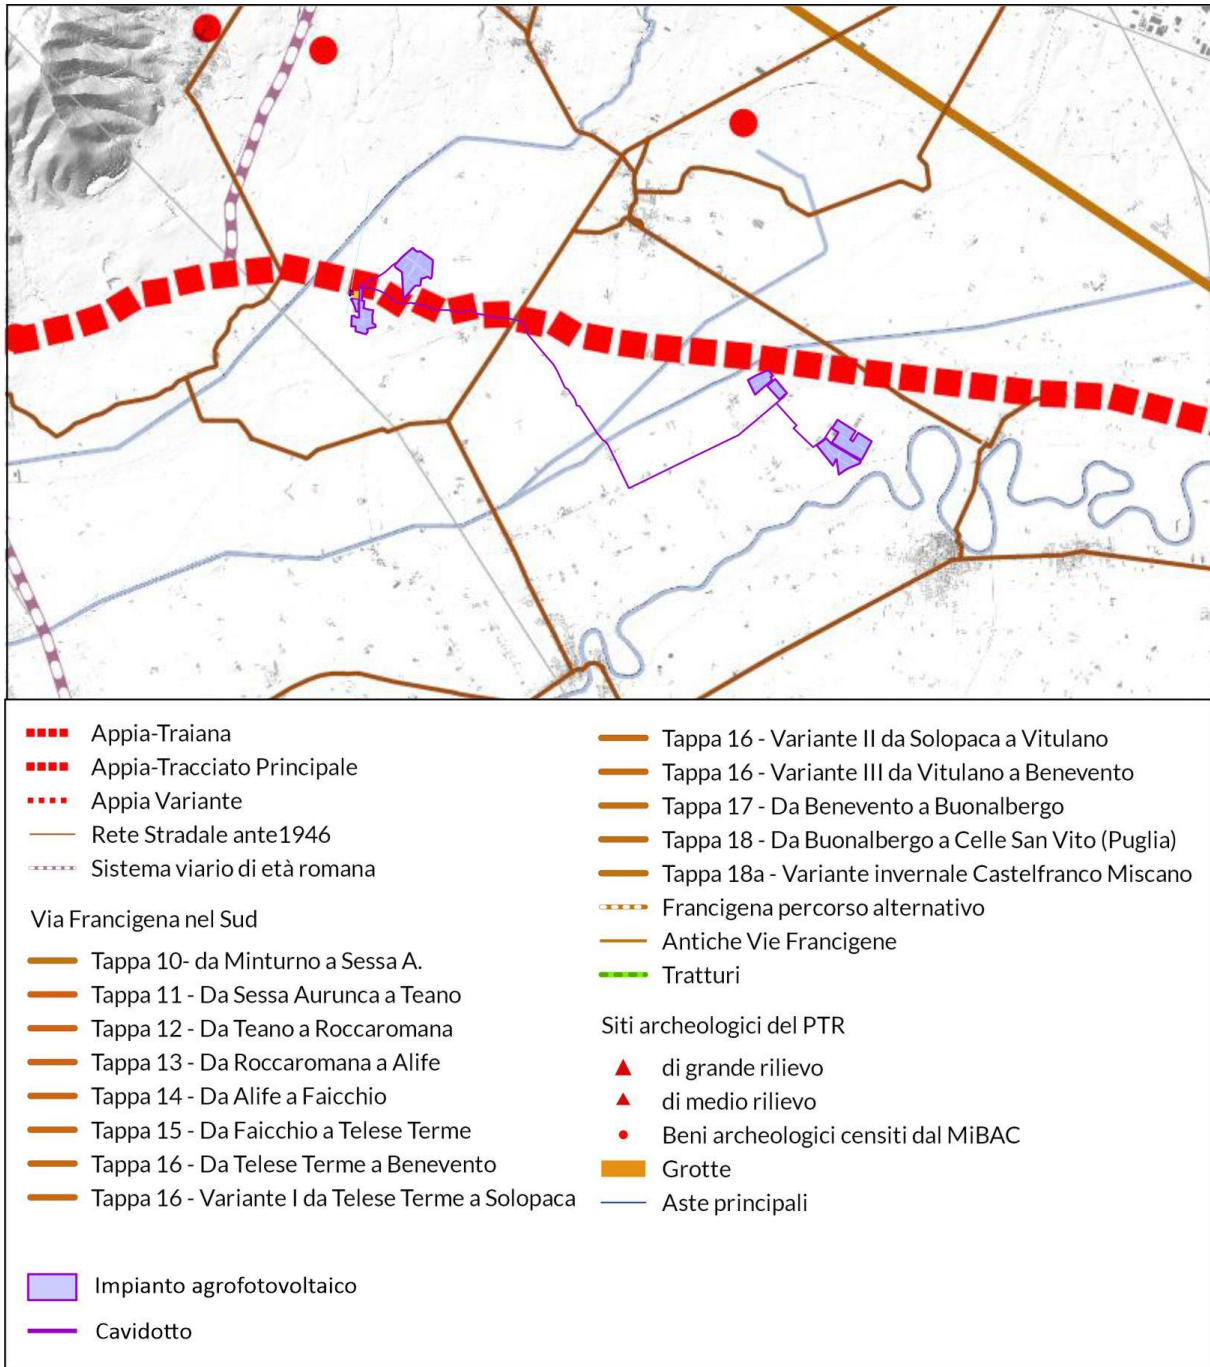 Appia-Traiana
Appia-Tracciato Principale
Appia Variante
Rete Stradale ante1946
Sistema viario di età romana
Via Francigena nel Sud
Tappa 10- da Minturno a Sessa A.
Tappa 11 - Da Sessa Aurunca a Teano
Tappa 12 - Da Teano a Roccaromana
Tappa 13 - Da Roccaromana a Alife
Tappa 14 - Da Alife a Faicchio
Tappa 15 - Da Faicchio a Telese Terme
Tappa 16 - Da Telese Terme a Benevento
Tappa 16 - Variante I da Telese Terme a Solopaca
Tappa 16 - Variante II da Solopaca a Vitulano
Tappa 16 - Variante III da Vitulano a Benevento
Tappa 17 - Da Benevento a Buonalbergo
Tappa 18 - Da Buonalbergo a Celle San Vito (Puglia)
Tappa 18a - Variante invernale Castelfranco Miscano
Francigena percorso alternativo
Antiche Vie Francigene
Tratturi
Siti archeologici del PTR
di grande rilievo
di medio rilievo
Beni archeologici censiti dal MiBAC
Grotte
Aste principali
Impianto agrofotovoltaico
Cavidotto